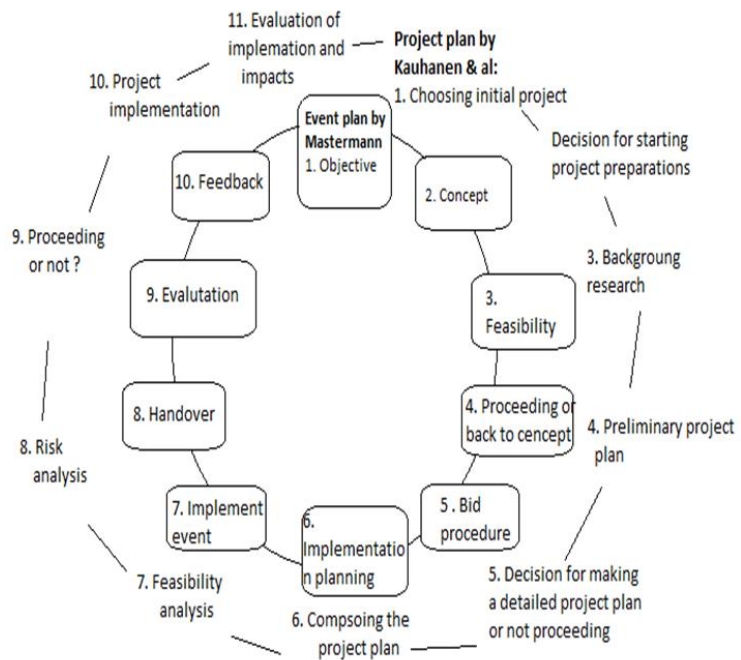 Project plan by
Kauhanen & al:
1. Choosing initial project
Decision for starting
project preparations
3. Backgroung
research
4. Preliminary project
plan
5. Decision for making
a detailed project plan
or not proceeding
6. Compsoing the
project plan
7. Feasibility
analysis
8. Risk
analysis
9. Proceeding
or not ?
10. Project
implementation
11. Evaluation of
implemation and
impacts
Event plan by
Mastermann
1. Objective
2. Concept
3.
Feasibility
4. Proceeding or
back to cencept
5 . Bid
procedure
6.
Implementatio
n planning
7. Implement
event
8. Handover
9. Evalutation
10. Feedback